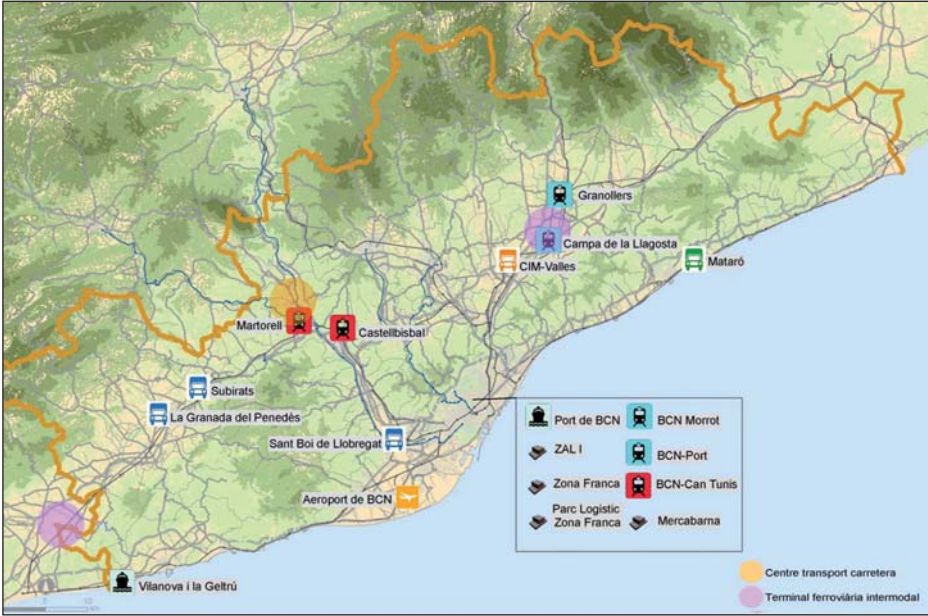 Granollers
Campa de la Llagosta
CIM-Valles
Mataró
Martorell
Castellbisbal
Subirats
La Granada del Penedès
Sant Boi de Llobregat
Aeroport de BCN
Port de BCN
BCN Morrot
ZAL I
BCN-Port
Zona Franca
BCN-Can Tunis
Parc Logistic
Zona Franca
Mercabarna
Vilanova i la Geltrú
Centre transport carretera
Terminal ferroviária intermodal